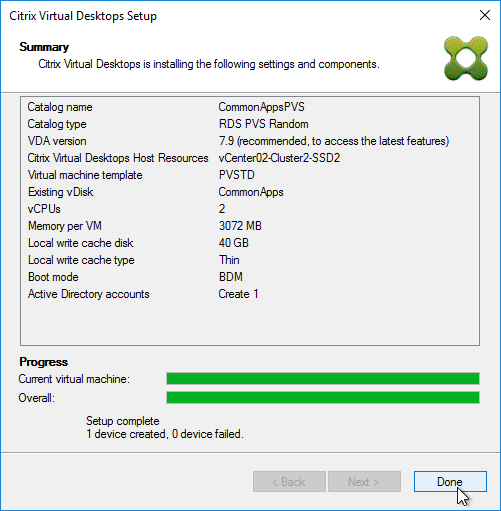 Citrix Virtual Desktops Setup
Summary
Citrix Virtual Desktops is installing the following settings and components.
Catalog name CommonAppsPVS
Catalog type RDS PVS Random
VDA version 7.9 (recommended, to access the latest features)
Citrix Virtual Desktops Host Resources vCenter02-Cluster2-SSD2
Virtual machine template PVSTD
Existing vDisk CommonApps
vCPUs 2
Memory per VM 3072 MB
Local write cache disk 40 GB
Local write cache type Thin
Boot mode BDM
Active Directory accounts Create 1
Progress
Current virtual machine:
Overall:
Setup complete
1 device created, 0 device failed.
< Back Next > Done